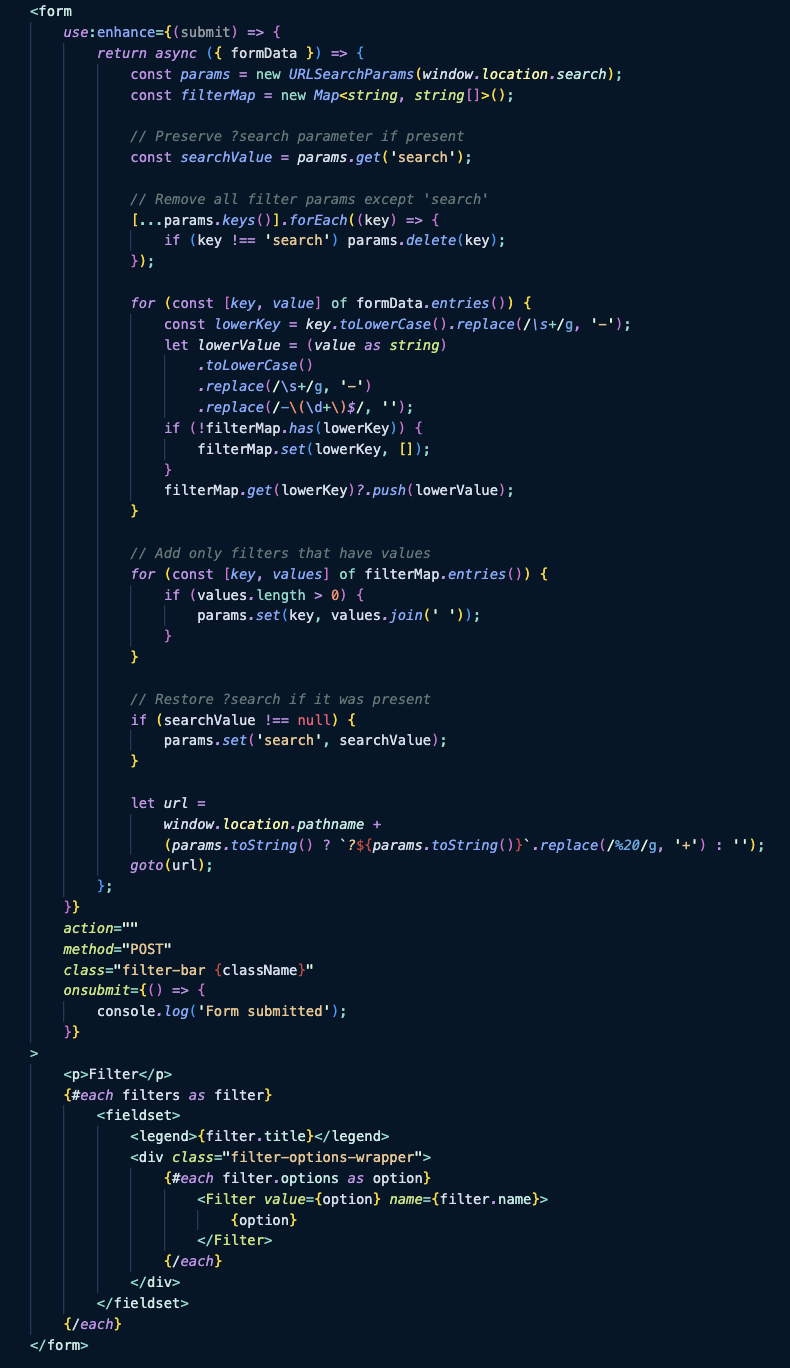 <form
use:enhance={(submit) => {
return async ({ formData }) => {
const params = new URLSearchParams(window.location.search);
const filterMap = new Map<string, string[]>();
// Preserve ?search parameter if present
const searchValue = params.get('search');
// Remove all filter params except 'search'
[...params.keys()].forEach((key) => {
if (key !== 'search') params.delete(key);
});
for (const [key, value] of formData.entries()) {
const lowerKey = key.toLowerCase().replace(/\s+/g, '-');
let lowerValue = (value as string)
.toLowerCase()
.replace(/\s+/g, '-')
.replace(/-\(\d+\)$/, '');
if (!filterMap.has(lowerKey)) {
filterMap.set(lowerKey, []);
}
filterMap.get(lowerKey)?.push(lowerValue);
}
// Add only filters that have values
for (const [key, values] of filterMap.entries()) {
if (values.length > 0) {
params.set(key, values.join(' '));
}
}
// Restore ?search if it was present
if (searchValue !== null) {
params.set('search', searchValue);
}
let url =
window.location.pathname +
(params.toString() ? `?${params.toString()}`.replace(/%20/g, '+') : '');
goto(url);
};
}}
action=""
method="POST"
class="filter-bar {className}"
onsubmit={() => {
console.log('Form submitted');
}}
>
<p>Filter</p>
{#each filters as filter}
<fieldset>
<legend>{filter.title}</legend>
<div class="filter-options-wrapper">
{#each filter.options as option}
<Filter value={option} name={filter.name}>
{option}
</Filter>
{/each}
</div>
</fieldset>
{/each}
</form>